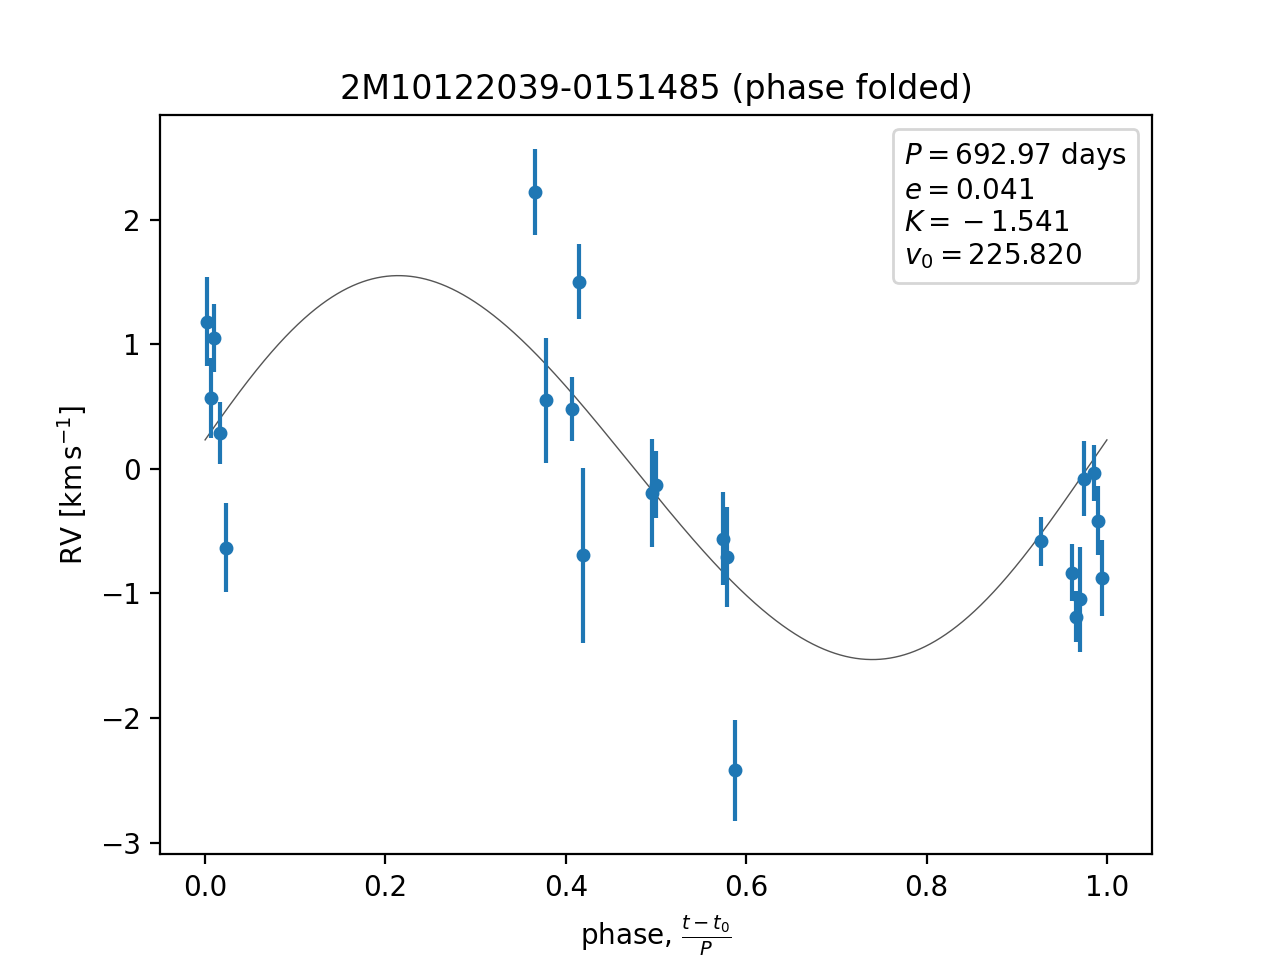 2M10122039-0151485 (phase folded)
P = 692.97 days
e = 0.041
K = −1.541
v₀ = 225.820
RV [km s⁻¹]
2
1
0
−1
−2
−3
0.0 0.2 0.4 0.6 0.8 1.0
phase, (t − t₀)/P